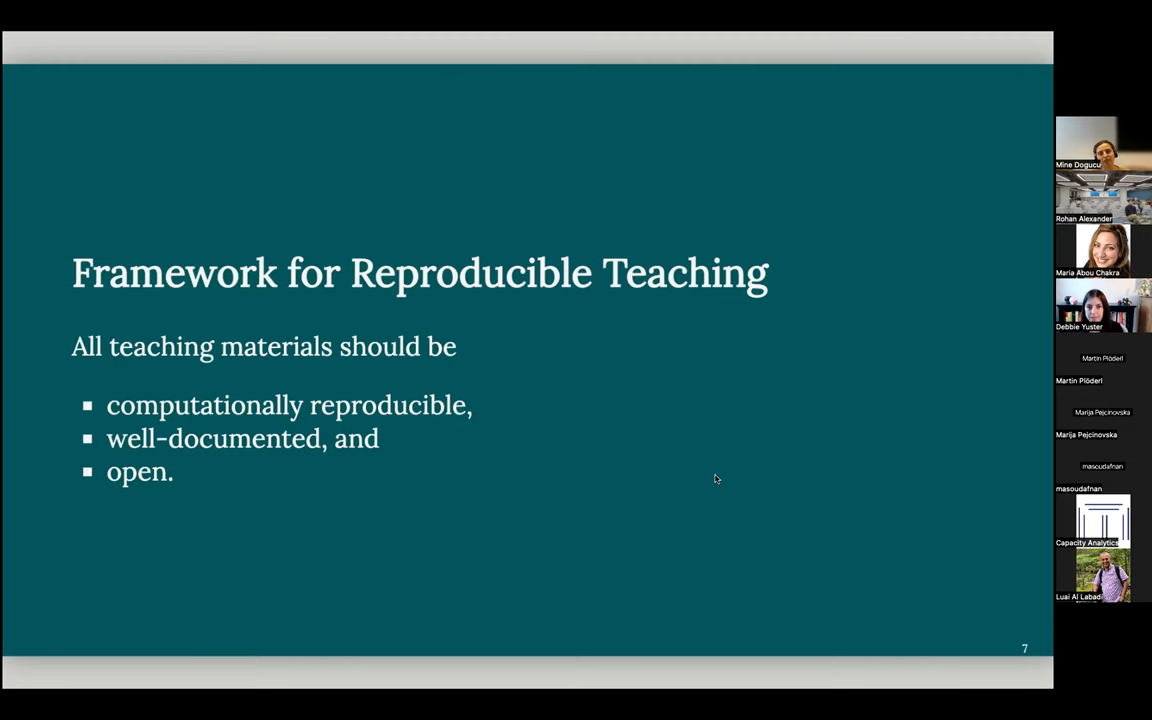 Framework for Reproducible Teaching
All teaching materials should be
▪ computationally reproducible,
▪ well-documented, and
▪ open.
7
Mine Dogucu
Rohan Alexander
Maria Abou Chakra
Debbie Yuster
Martin Plöderl
Martin Plöderl
Marija Pejcinovska
Marija Pejcinovska
masoudafnan
masoudafnan
Capacity Analytics
Luai Al Labadi